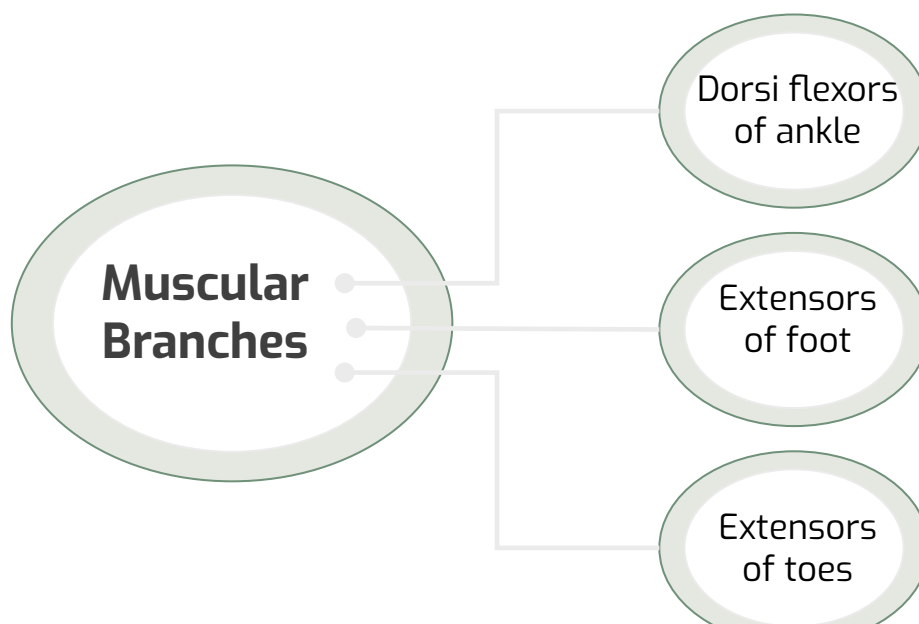 Muscular
Branches
Dorsi flexors
of ankle
Extensors
of foot
Extensors
of toes